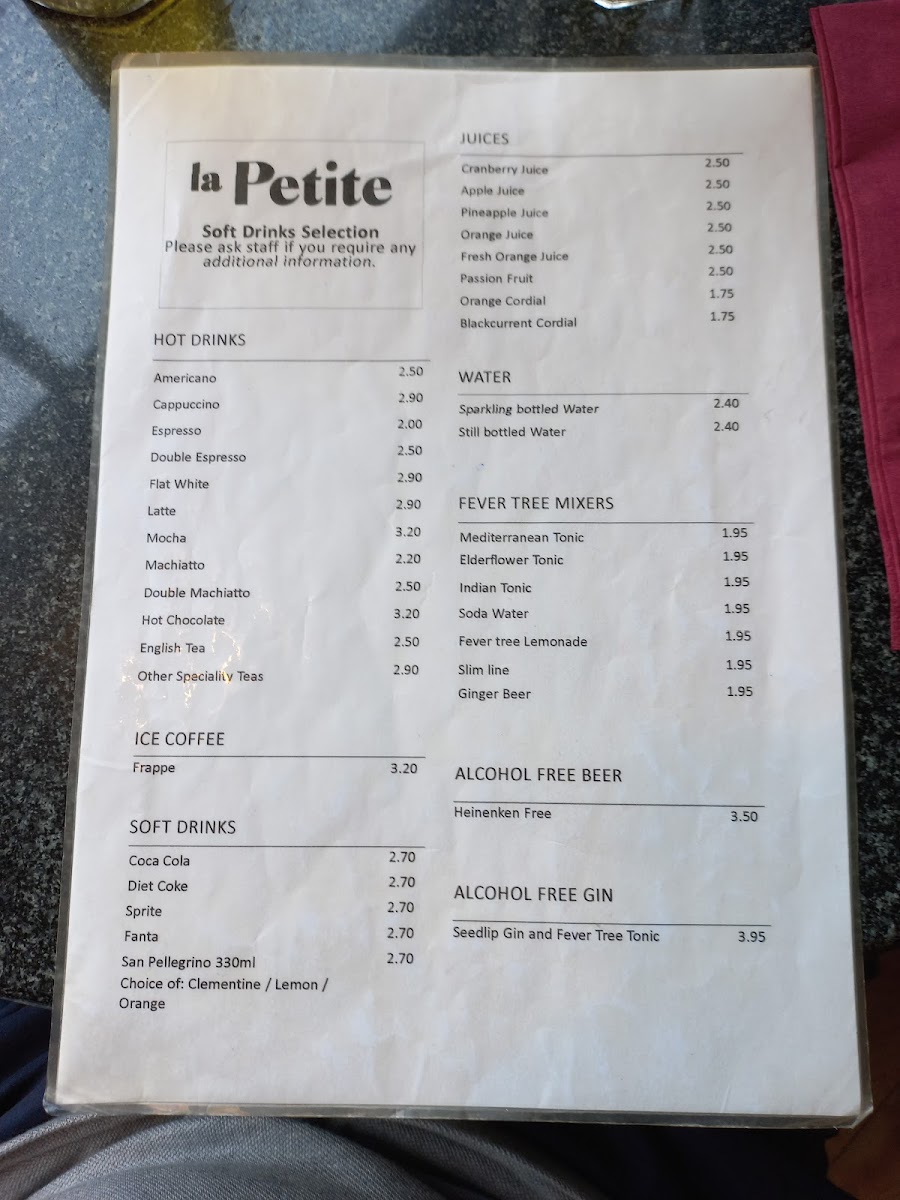 la Petite
Soft Drinks Selection
Please ask staff if you require any
additional information.
HOT DRINKS
Americano 2.50
Cappuccino 2.90
Espresso 2.00
Double Espresso 2.50
Flat White 2.90
Latte 2.90
Mocha 3.20
Machiatto 2.20
Double Machiatto 2.50
Hot Chocolate 3.20
English Tea 2.50
Other Speciality Teas 2.90
ICE COFFEE
Frappe 3.20
SOFT DRINKS
Coca Cola 2.70
Diet Coke 2.70
Sprite 2.70
Fanta 2.70
San Pellegrino 330ml 2.70
Choice of: Clementine / Lemon /
Orange
JUICES
Cranberry Juice 2.50
Apple Juice 2.50
Pineapple Juice 2.50
Orange Juice 2.50
Fresh Orange Juice 2.50
Passion Fruit 2.50
Orange Cordial 1.75
Blackcurrent Cordial 1.75
WATER
Sparkling bottled Water 2.40
Still bottled Water 2.40
FEVER TREE MIXERS
Mediterranean Tonic 1.95
Elderflower Tonic 1.95
Indian Tonic 1.95
Soda Water 1.95
Fever tree Lemonade 1.95
Slim line 1.95
Ginger Beer 1.95
ALCOHOL FREE BEER
Heinenken Free 3.50
ALCOHOL FREE GIN
Seedlip Gin and Fever Tree Tonic 3.95